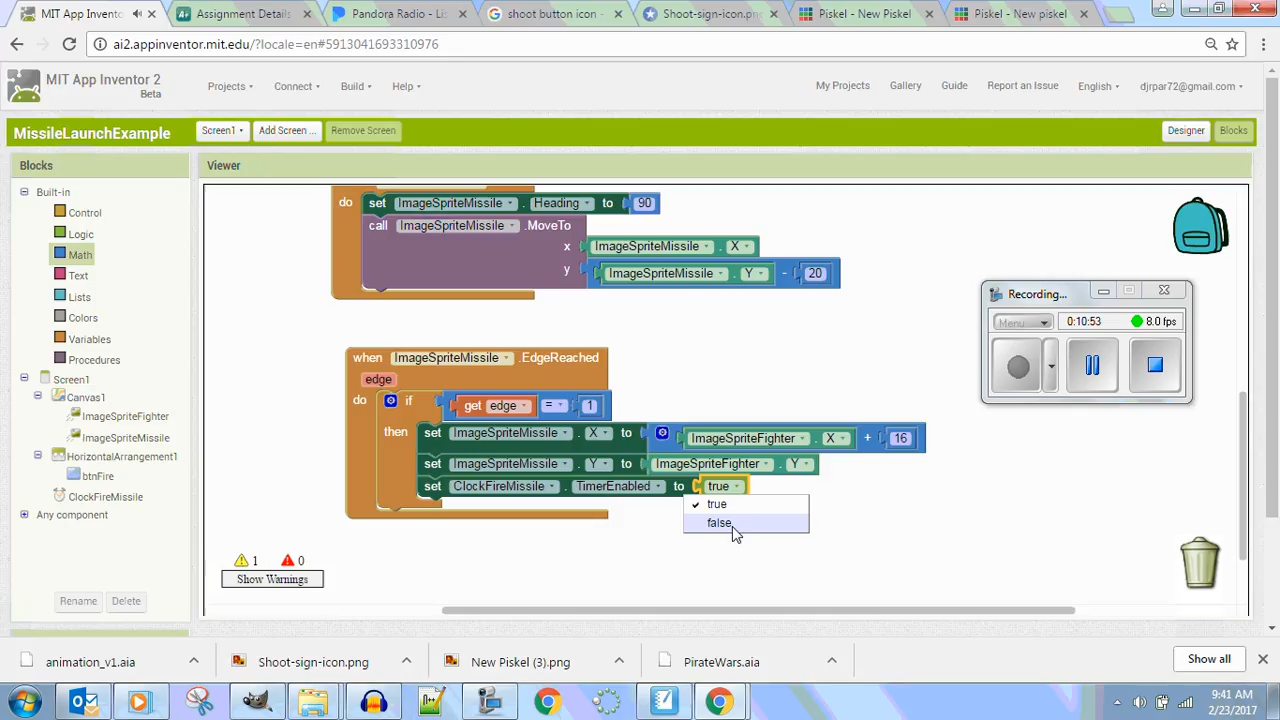 MIT App Inventor 2
Assignment Details
Pandora Radio - Lis
shoot button icon -
Shoot-sign-icon.pn
Piskel - New Piskel
Piskel - New piskel
ai2.appinventor.mit.edu/?locale=en#5913041693310976
MIT App Inventor 2
Beta
Projects
Connect
Build
Help
My Projects
Gallery
Guide
Report an Issue
English
djrpar72@gmail.com
MissileLaunchExample
Screen1
Add Screen ...
Remove Screen
Designer
Blocks
Blocks
Viewer
Built-in
Control
Logic
Math
Text
Lists
Colors
Variables
Procedures
Screen1
Canvas1
ImageSpriteFighter
ImageSpriteMissile
HorizontalArrangement1
btnFire
ClockFireMissile
Any component
Rename
Delete
do set ImageSpriteMissile . Heading to 90
call ImageSpriteMissile .MoveTo
x ImageSpriteMissile . X
y ImageSpriteMissile . Y - 20
when ImageSpriteMissile .EdgeReached
edge
do if get edge = 1
then set ImageSpriteMissile . X to ImageSpriteFighter . X + 16
set ImageSpriteMissile . Y to ImageSpriteFighter . Y
set ClockFireMissile . TimerEnabled to true
true
false
1
0
Show Warnings
Recording...
Menu
0:10:53
8.0 fps
animation_v1.aia
Shoot-sign-icon.png
New Piskel (3).png
PirateWars.aia
Show all
9:41 AM
2/23/2017